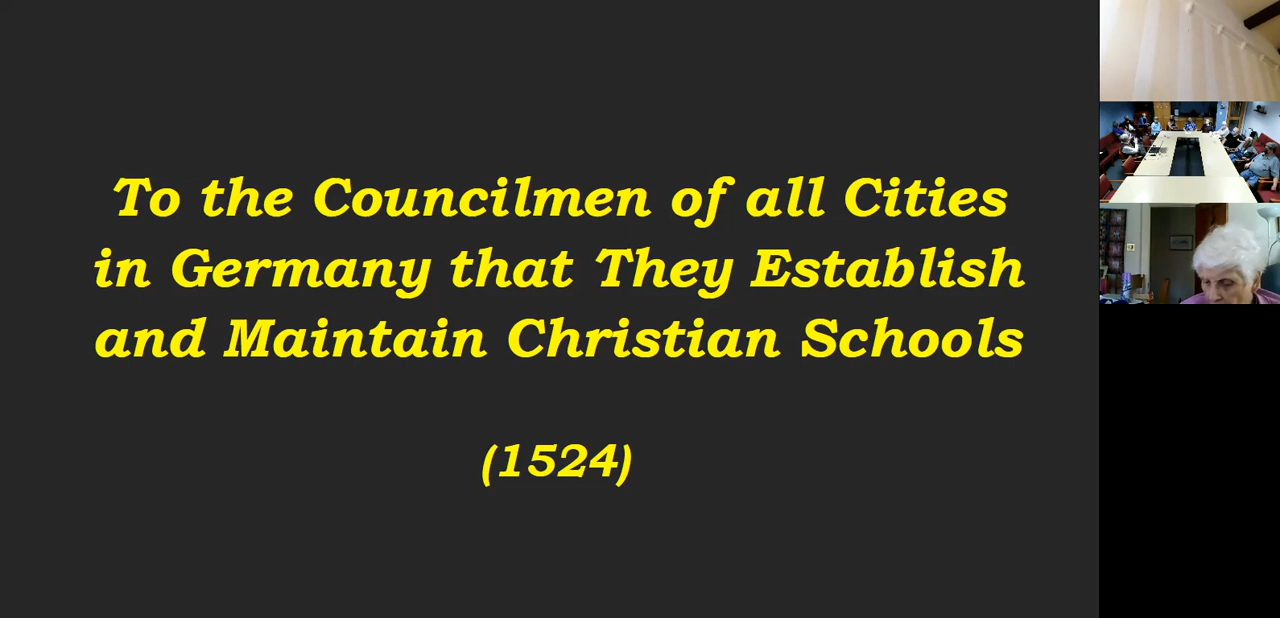 To the Councilmen of all Cities
in Germany that They Establish
and Maintain Christian Schools
(1524)